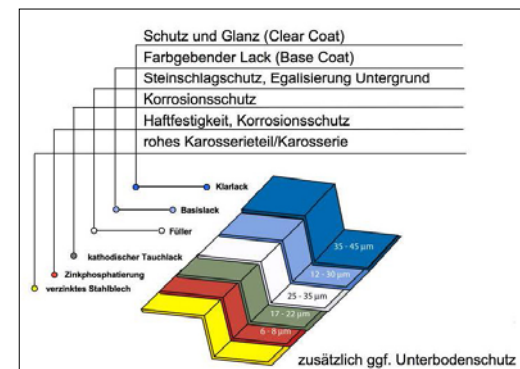 Schutz und Glanz (Clear Coat)
Farbgebender Lack (Base Coat)
Steinschlagschutz, Egalisierung Untergrund
Korrosionsschutz
Haftfestigkeit, Korrosionsschutz
rohes Karosserieteil/Karosserie
Klarlack
Basislack
Füller
kathodischer Tauchlack
Zinkphosphatierung
verzinktes Stahlblech
35 - 45 µm
12 - 30 µm
25 - 35 µm
17 - 22 µm
6 - 8 µm
zusätzlich ggf. Unterbodenschutz